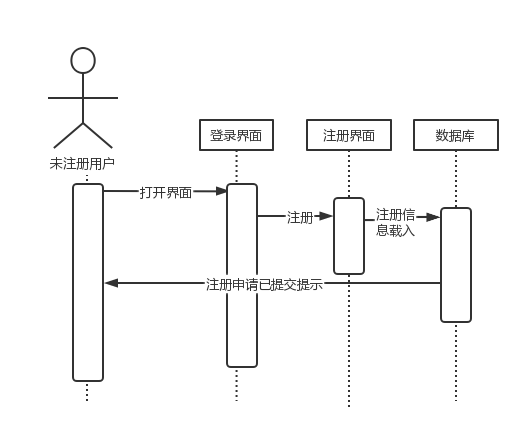 登录界面
注册界面
数据库
未注册用户
打开界面
注册
注册信
息载入
注册申请已提交提示